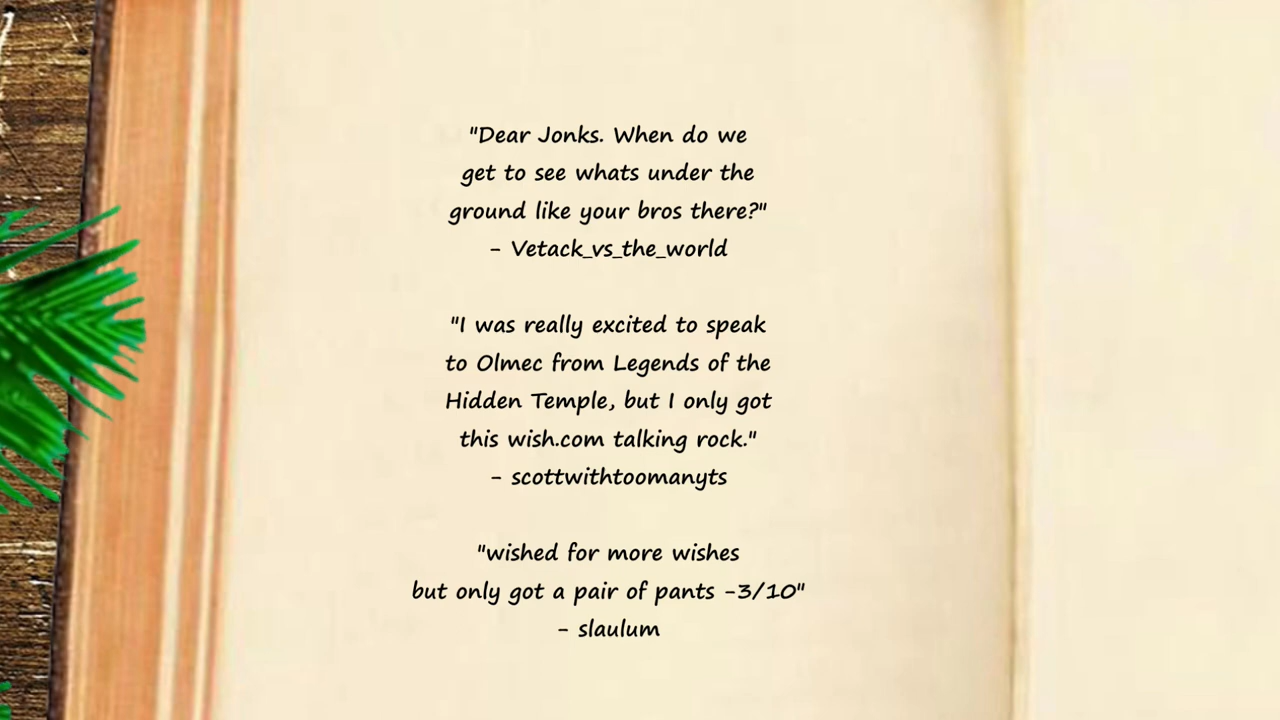 "Dear Jonks. When do we
get to see whats under the
ground like your bros there?"
- Vetack_vs_the_world
"I was really excited to speak
to Olmec from Legends of the
Hidden Temple, but I only got
this wish.com talking rock."
- scottwithtoomanyts
"wished for more wishes
but only got a pair of pants -3/10"
- slaulum